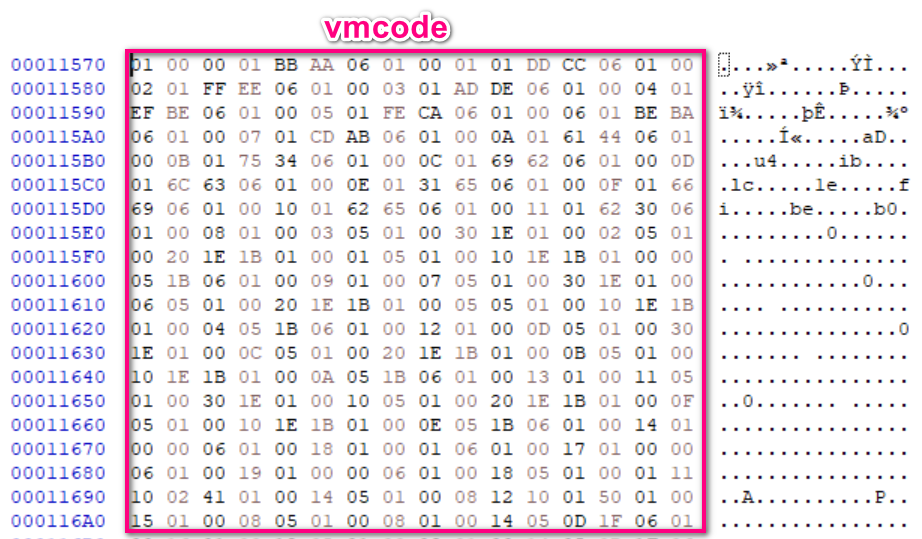 vmcode
00011570 01 00 00 01 BB AA 06 01 00 01 01 DD CC 06 01 00 ....»ª.....ÝÌ...
00011580 02 01 FF EE 06 01 00 03 01 AD DE 06 01 00 04 01 ..ÿî......Þ.....
00011590 EF BE 06 01 00 05 01 FE CA 06 01 00 06 01 BE BA ï¾.....þÊ.....¾º
000115A0 06 01 00 07 01 CD AB 06 01 00 0A 01 61 44 06 01 .....Í«.....aD..
000115B0 00 0B 01 75 34 06 01 00 0C 01 69 62 06 01 00 0D ...u4.....ib....
000115C0 01 6C 63 06 01 00 0E 01 31 65 06 01 00 0F 01 66 .lc.....1e.....f
000115D0 69 06 01 00 10 01 62 65 06 01 00 11 01 62 30 06 i.....be.....b0.
000115E0 01 00 08 01 00 03 05 01 00 30 1E 01 00 02 05 01 .........0......
000115F0 00 20 1E 1B 01 00 01 05 01 00 10 1E 1B 01 00 00 . ..............
00011600 05 1B 06 01 00 09 01 00 07 05 01 00 30 1E 01 00 ............0...
00011610 06 05 01 00 20 1E 1B 01 00 05 05 01 00 10 1E 1B .... ...........
00011620 01 00 04 05 1B 06 01 00 12 01 00 0D 05 01 00 30 ...............0
00011630 1E 01 00 0C 05 01 00 20 1E 1B 01 00 0B 05 01 00 ....... ........
00011640 10 1E 1B 01 00 0A 05 1B 06 01 00 13 01 00 11 05 ................
00011650 01 00 30 1E 01 00 10 05 01 00 20 1E 1B 01 00 0F ..0....... .....
00011660 05 01 00 10 1E 1B 01 00 0E 05 1B 06 01 00 14 01 ................
00011670 00 00 06 01 00 18 01 00 01 06 01 00 17 01 00 00 ................
00011680 06 01 00 19 01 00 00 06 01 00 18 05 01 00 01 11 ................
00011690 10 02 41 01 00 14 05 01 00 08 12 10 01 50 01 00 ..A..........P..
000116A0 15 01 00 08 05 01 00 08 01 00 14 05 0D 1F 06 01 ................